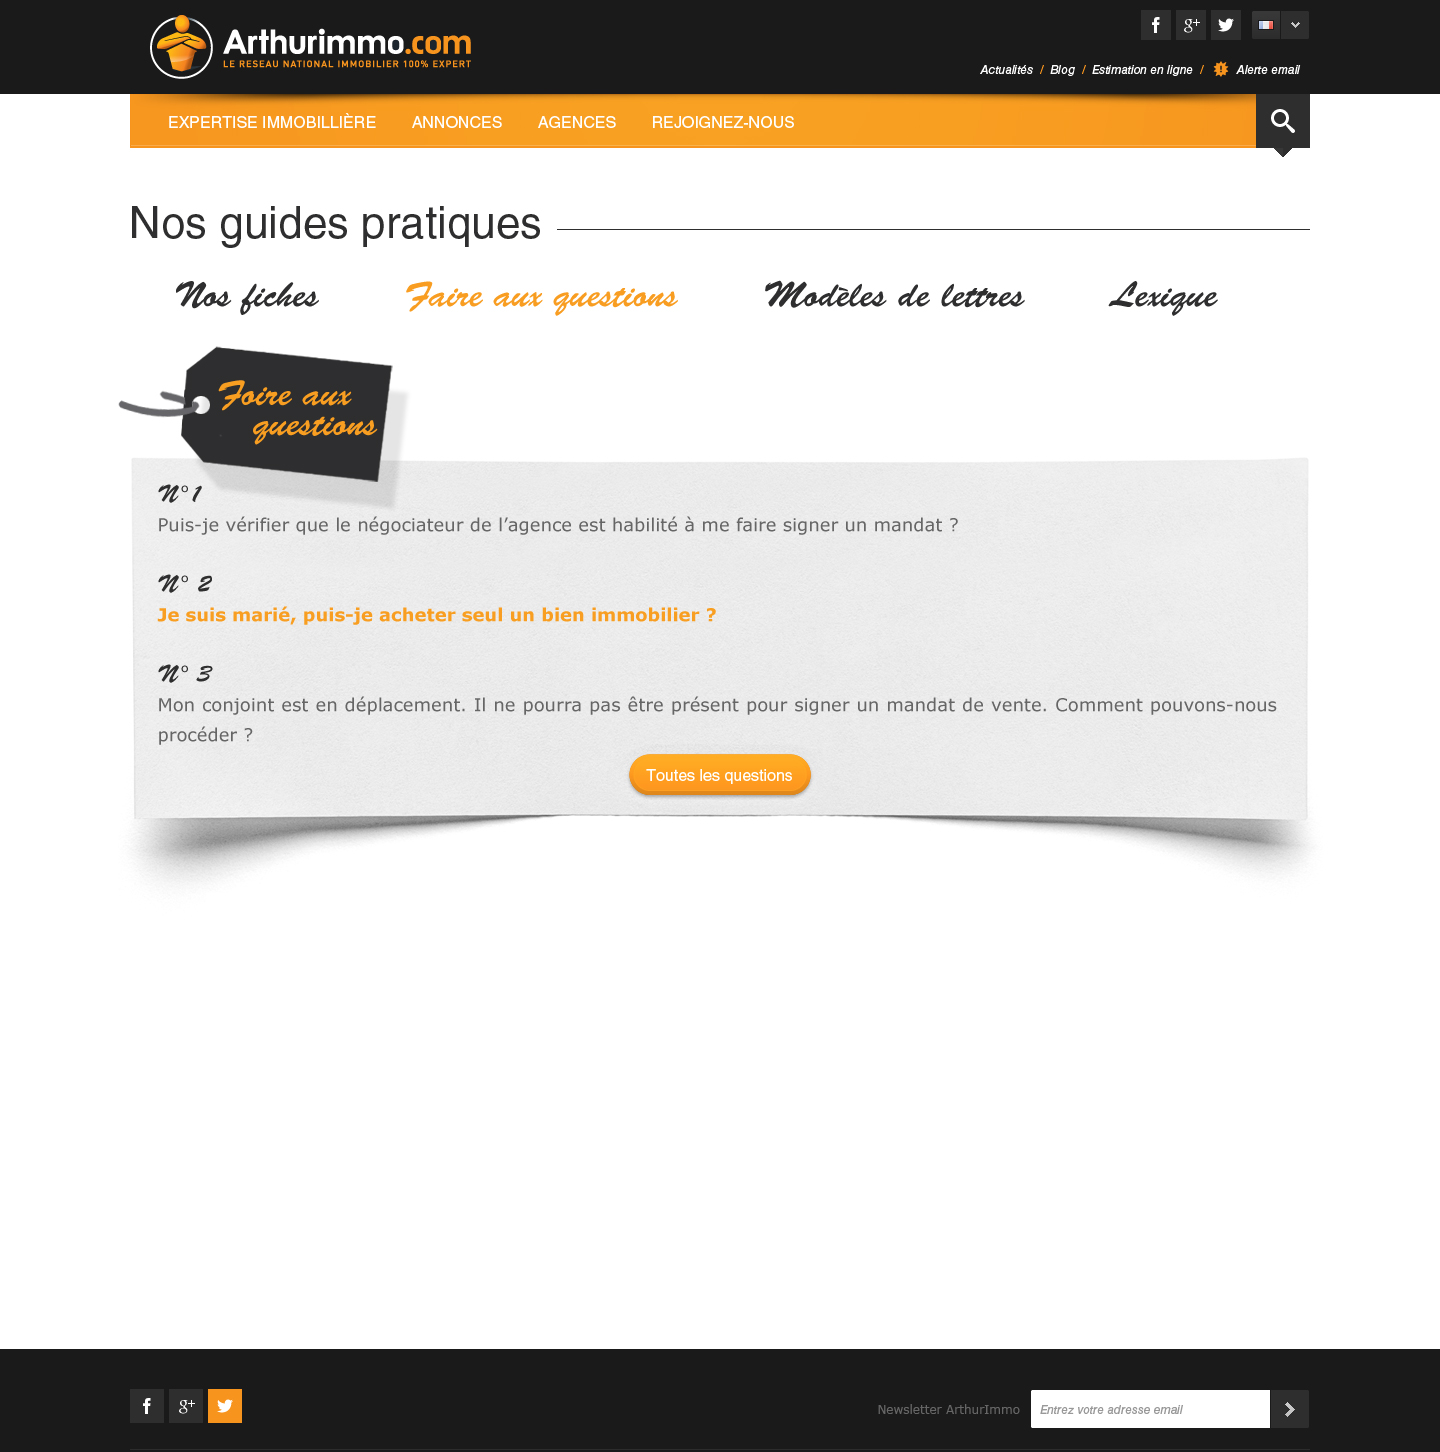 Arthurimmo.com
LE RESEAU NATIONAL IMMOBILIER 100% EXPERT
Actualités / Blog / Estimation en ligne / Alerte email
EXPERTISE IMMOBILLIÈRE ANNONCES AGENCES REJOIGNEZ-NOUS
Nos guides pratiques
Nos fiches Faire aux questions Modèles de lettres Lexique
Foire aux
questions
N°1
Puis-je vérifier que le négociateur de l’agence est habilité à me faire signer un mandat ?
N° 2
Je suis marié, puis-je acheter seul un bien immobilier ?
N° 3
Mon conjoint est en déplacement. Il ne pourra pas être présent pour signer un mandat de vente. Comment pouvons-nous
procéder ?
Toutes les questions
Newsletter ArthurImmo Entrez votre adresse email